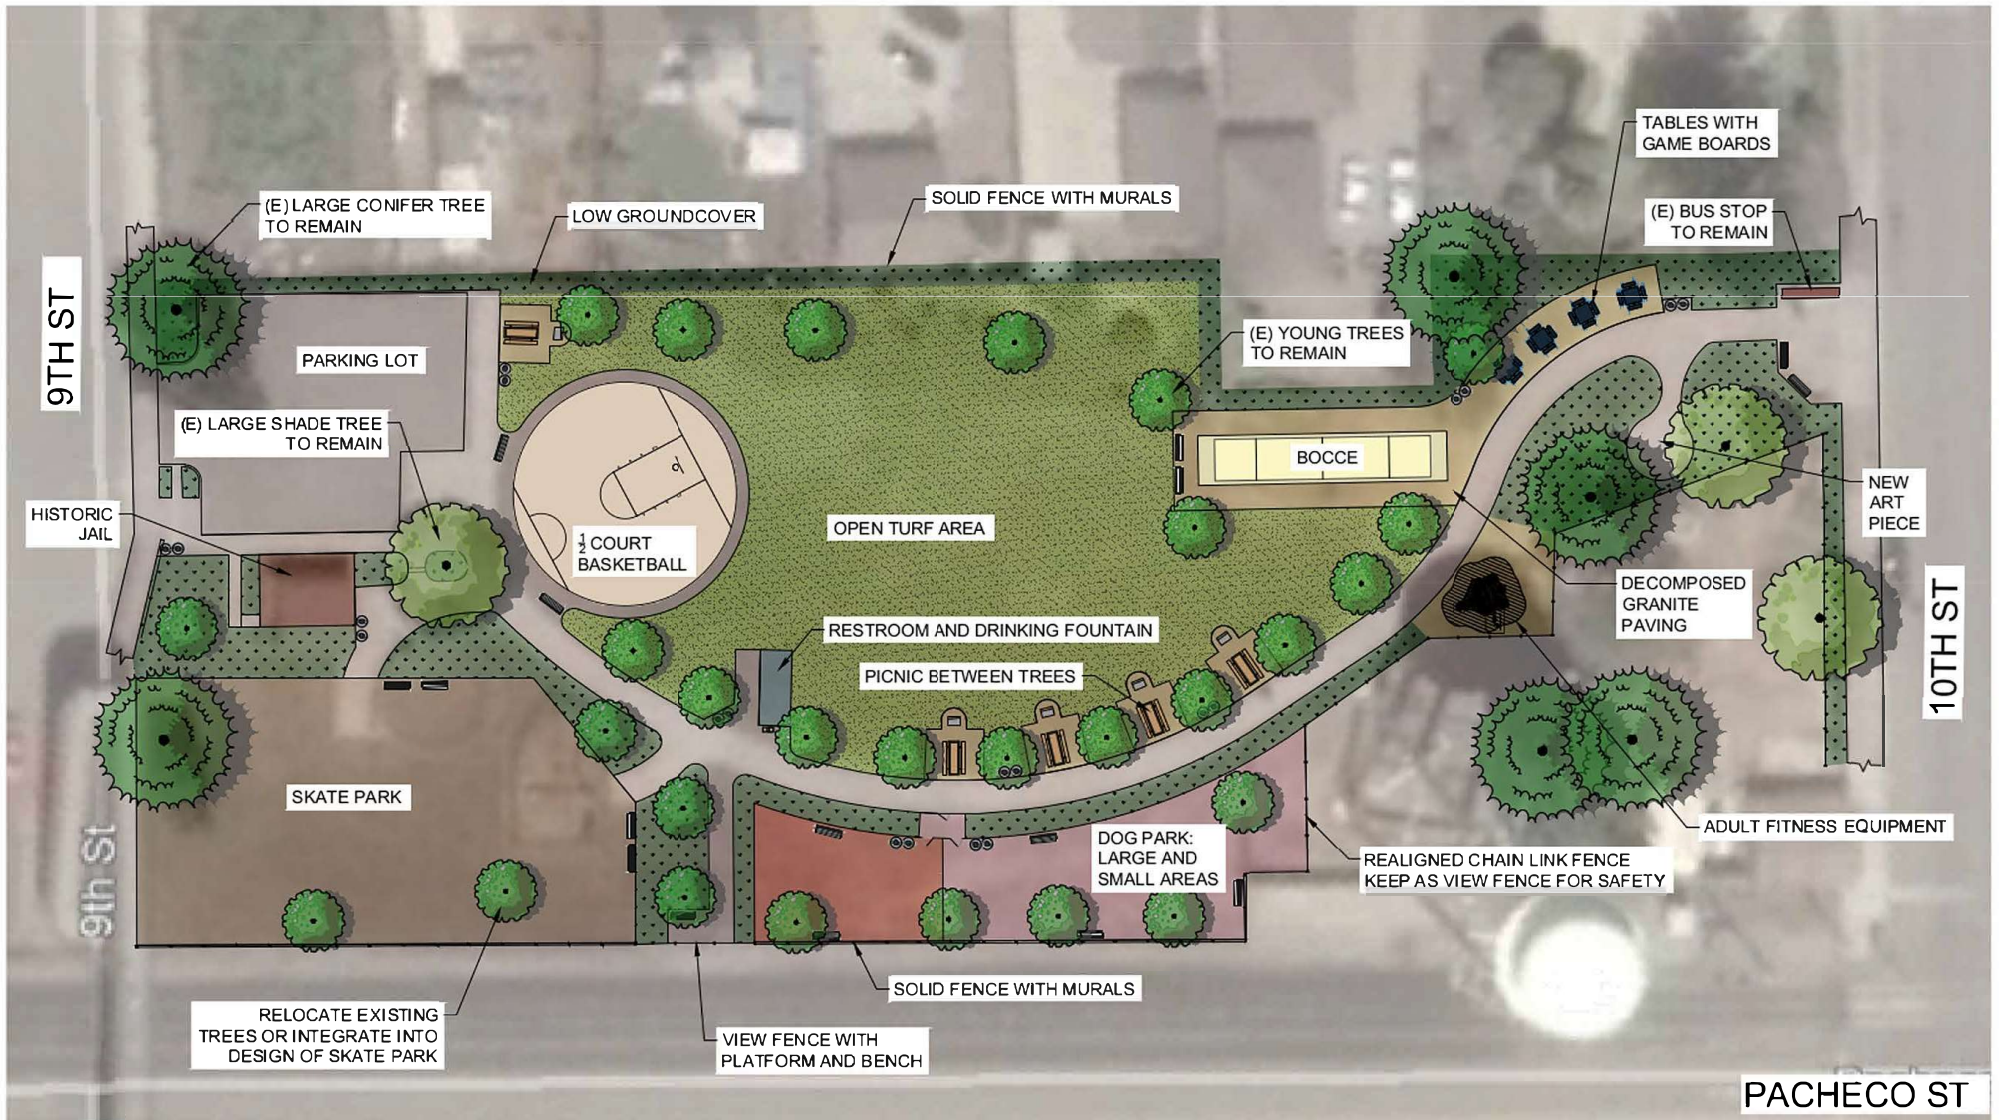 TABLES WITH
GAME BOARDS
(E) LARGE CONIFER TREE
TO REMAIN
LOW GROUNDCOVER
SOLID FENCE WITH MURALS
(E) BUS STOP
TO REMAIN
9TH ST
PARKING LOT
(E) YOUNG TREES
TO REMAIN
(E) LARGE SHADE TREE
TO REMAIN
BOCCE
HISTORIC
JAIL
NEW
ART
PIECE
OPEN TURF AREA
½ COURT
BASKETBALL
DECOMPOSED
GRANITE
PAVING
10TH ST
RESTROOM AND DRINKING FOUNTAIN
PICNIC BETWEEN TREES
SKATE PARK
9th St
DOG PARK:
LARGE AND
SMALL AREAS
ADULT FITNESS EQUIPMENT
REALIGNED CHAIN LINK FENCE
KEEP AS VIEW FENCE FOR SAFETY
SOLID FENCE WITH MURALS
RELOCATE EXISTING
TREES OR INTEGRATE INTO
DESIGN OF SKATE PARK
VIEW FENCE WITH
PLATFORM AND BENCH
PACHECO ST